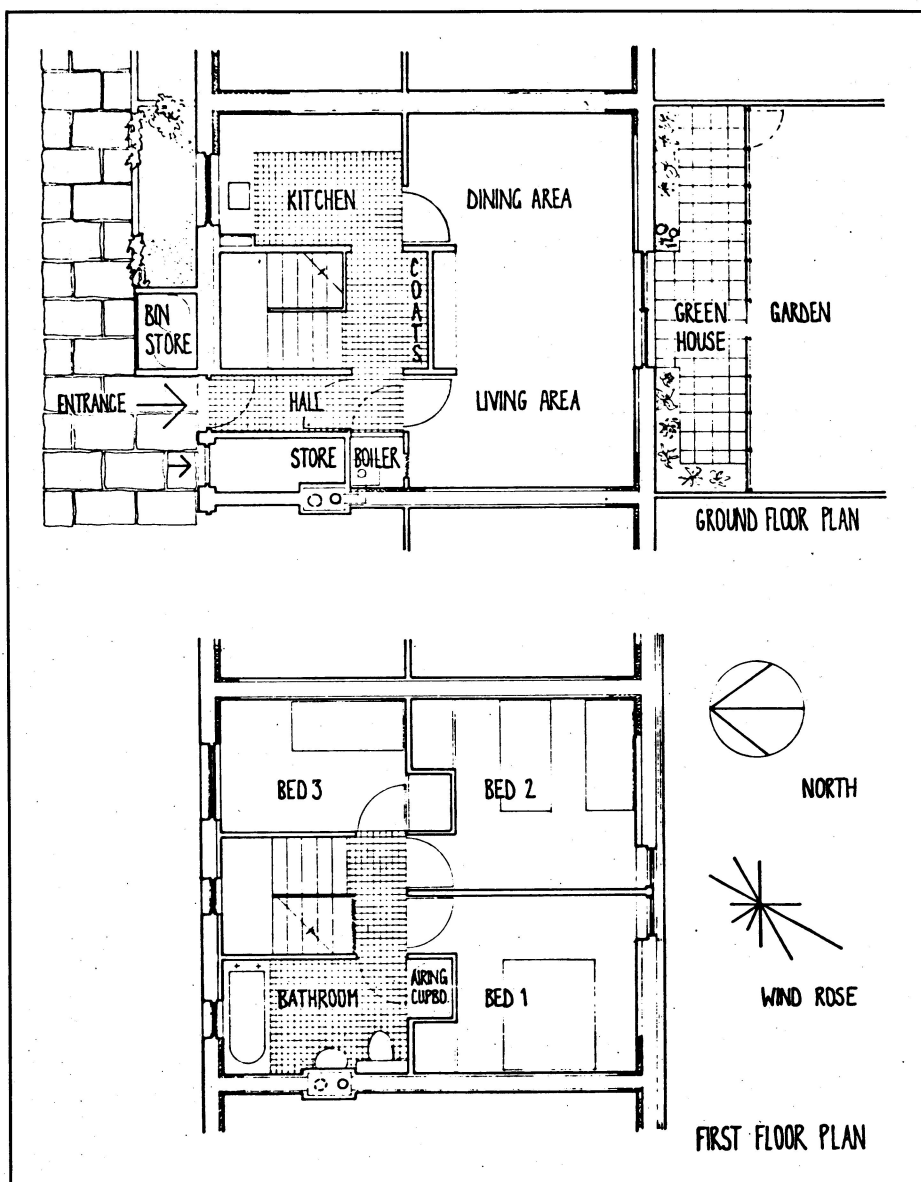 KITCHEN
DINING AREA
COATS
BIN
STORE
GREEN
HOUSE
GARDEN
ENTRANCE
HALL
LIVING AREA
STORE
BOILER
GROUND FLOOR PLAN
BED 3
BED 2
NORTH
BATHROOM
AIRING
CUPBD.
BED 1
WIND ROSE
FIRST FLOOR PLAN